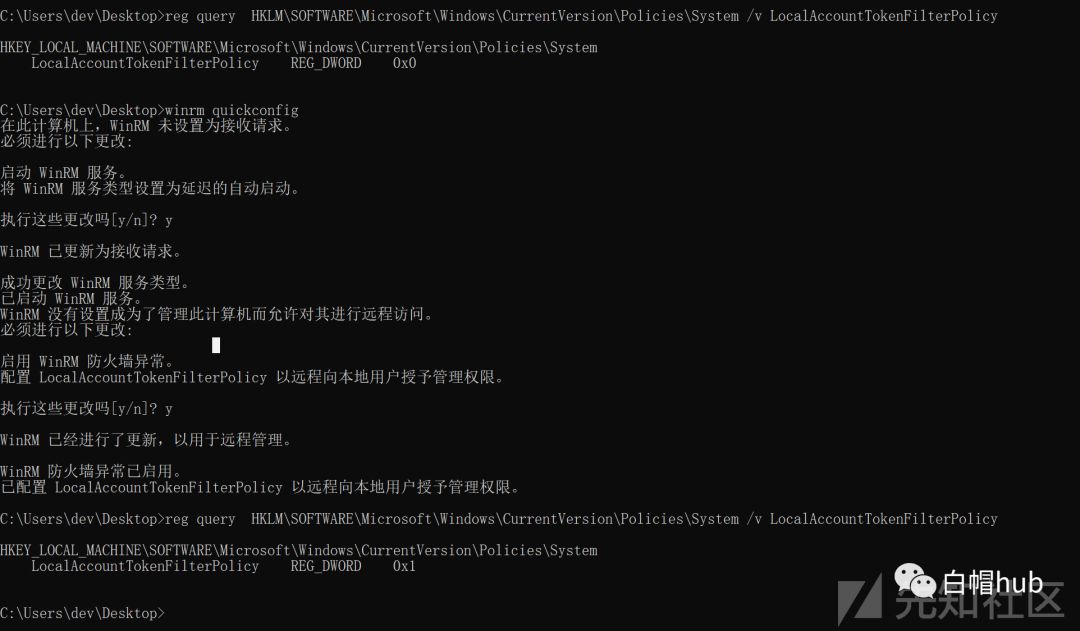 C:\Users\dev\Desktop>reg query  HKLM\SOFTWARE\Microsoft\Windows\CurrentVersion\Policies\System /v LocalAccountTokenFilterPolicy
HKEY_LOCAL_MACHINE\SOFTWARE\Microsoft\Windows\CurrentVersion\Policies\System
    LocalAccountTokenFilterPolicy    REG_DWORD    0x0
C:\Users\dev\Desktop>winrm quickconfig
在此计算机上，WinRM 未设置为接收请求。
必须进行以下更改:
启动 WinRM 服务。
将 WinRM 服务类型设置为延迟的自动启动。
执行这些更改吗[y/n]? y
WinRM 已更新为接收请求。
成功更改 WinRM 服务类型。
已启动 WinRM 服务。
WinRM 没有设置成为了管理此计算机而允许对其进行远程访问。
必须进行以下更改:
启用 WinRM 防火墙异常。
配置 LocalAccountTokenFilterPolicy 以远程向本地用户授予管理权限。
执行这些更改吗[y/n]? y
WinRM 已经进行了更新，以用于远程管理。
WinRM 防火墙异常已启用。
已配置 LocalAccountTokenFilterPolicy 以远程向本地用户授予管理权限。
C:\Users\dev\Desktop>reg query  HKLM\SOFTWARE\Microsoft\Windows\CurrentVersion\Policies\System /v LocalAccountTokenFilterPolicy
HKEY_LOCAL_MACHINE\SOFTWARE\Microsoft\Windows\CurrentVersion\Policies\System
    LocalAccountTokenFilterPolicy    REG_DWORD    0x1
C:\Users\dev\Desktop>
白帽hub
先知社区